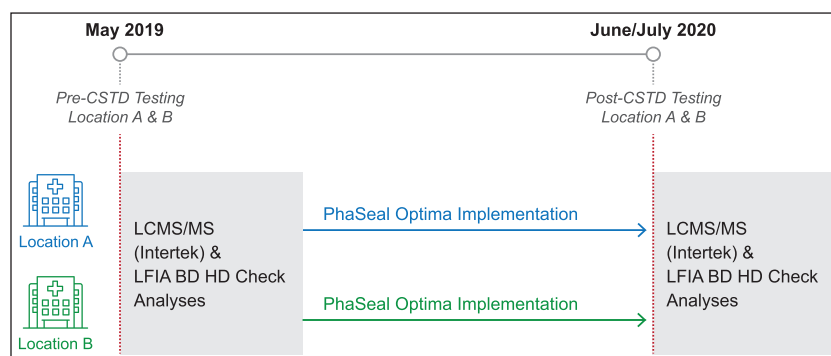 May 2019
June/July 2020
Pre-CSTD Testing
Location A & B
Post-CSTD Testing
Location A & B
Location A
LCMS/MS
(Intertek) &
LFIA BD HD Check
Analyses
PhaSeal Optima Implementation
LCMS/MS
(Intertek) &
LFIA BD HD Check
Analyses
Location B
PhaSeal Optima Implementation